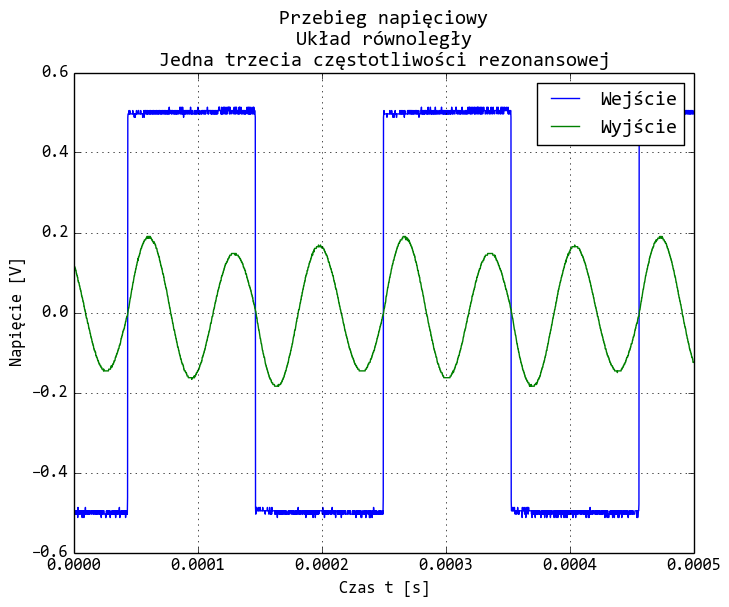 Przebieg napięciowy
Układ równoległy
Jedna trzecia częstotliwości rezonansowej
0.6
0.4
0.2
0.0
−0.2
−0.4
−0.6
Napięcie [V]
Wejście
Wyjście
0.0000 0.0001 0.0002 0.0003 0.0004 0.0005
Czas t [s]